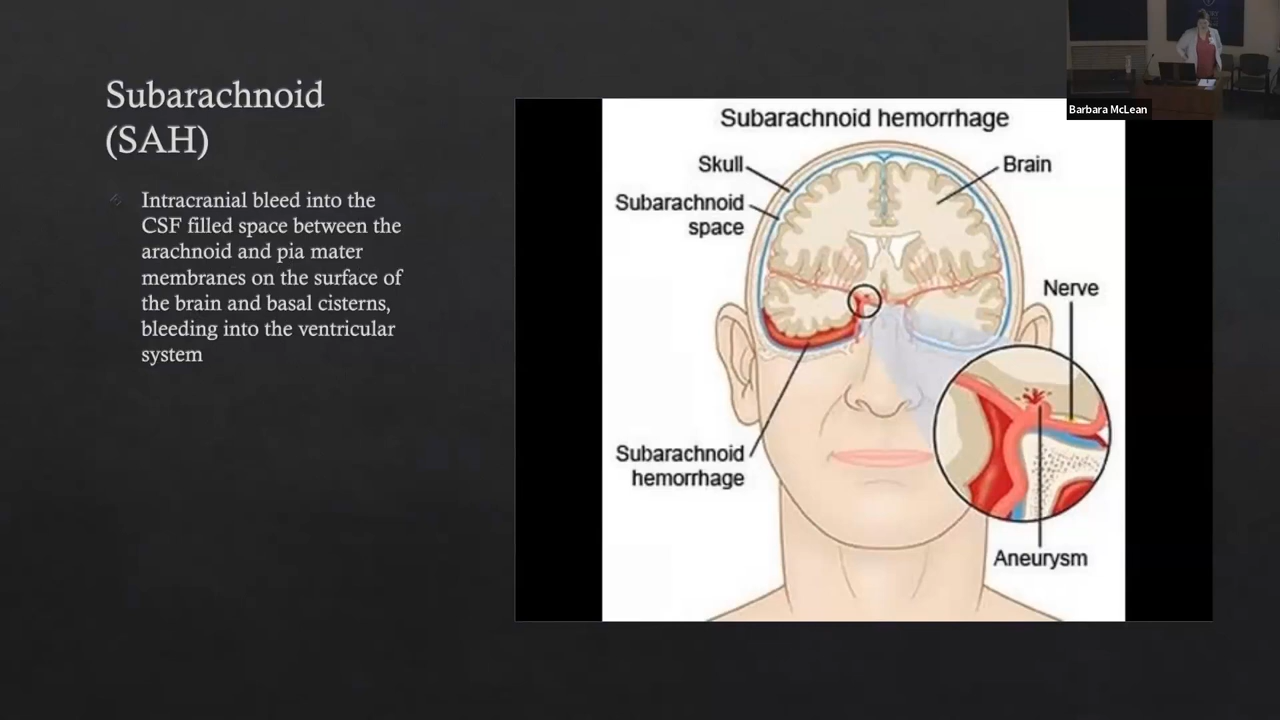 Subarachnoid
(SAH)
Intracranial bleed into the
CSF filled space between the
arachnoid and pia mater
membranes on the surface of
the brain and basal cisterns,
bleeding into the ventricular
system
Subarachnoid hemorrhage
Skull
Brain
Subarachnoid
space
Nerve
Subarachnoid
hemorrhage
Aneurysm
Barbara McLean